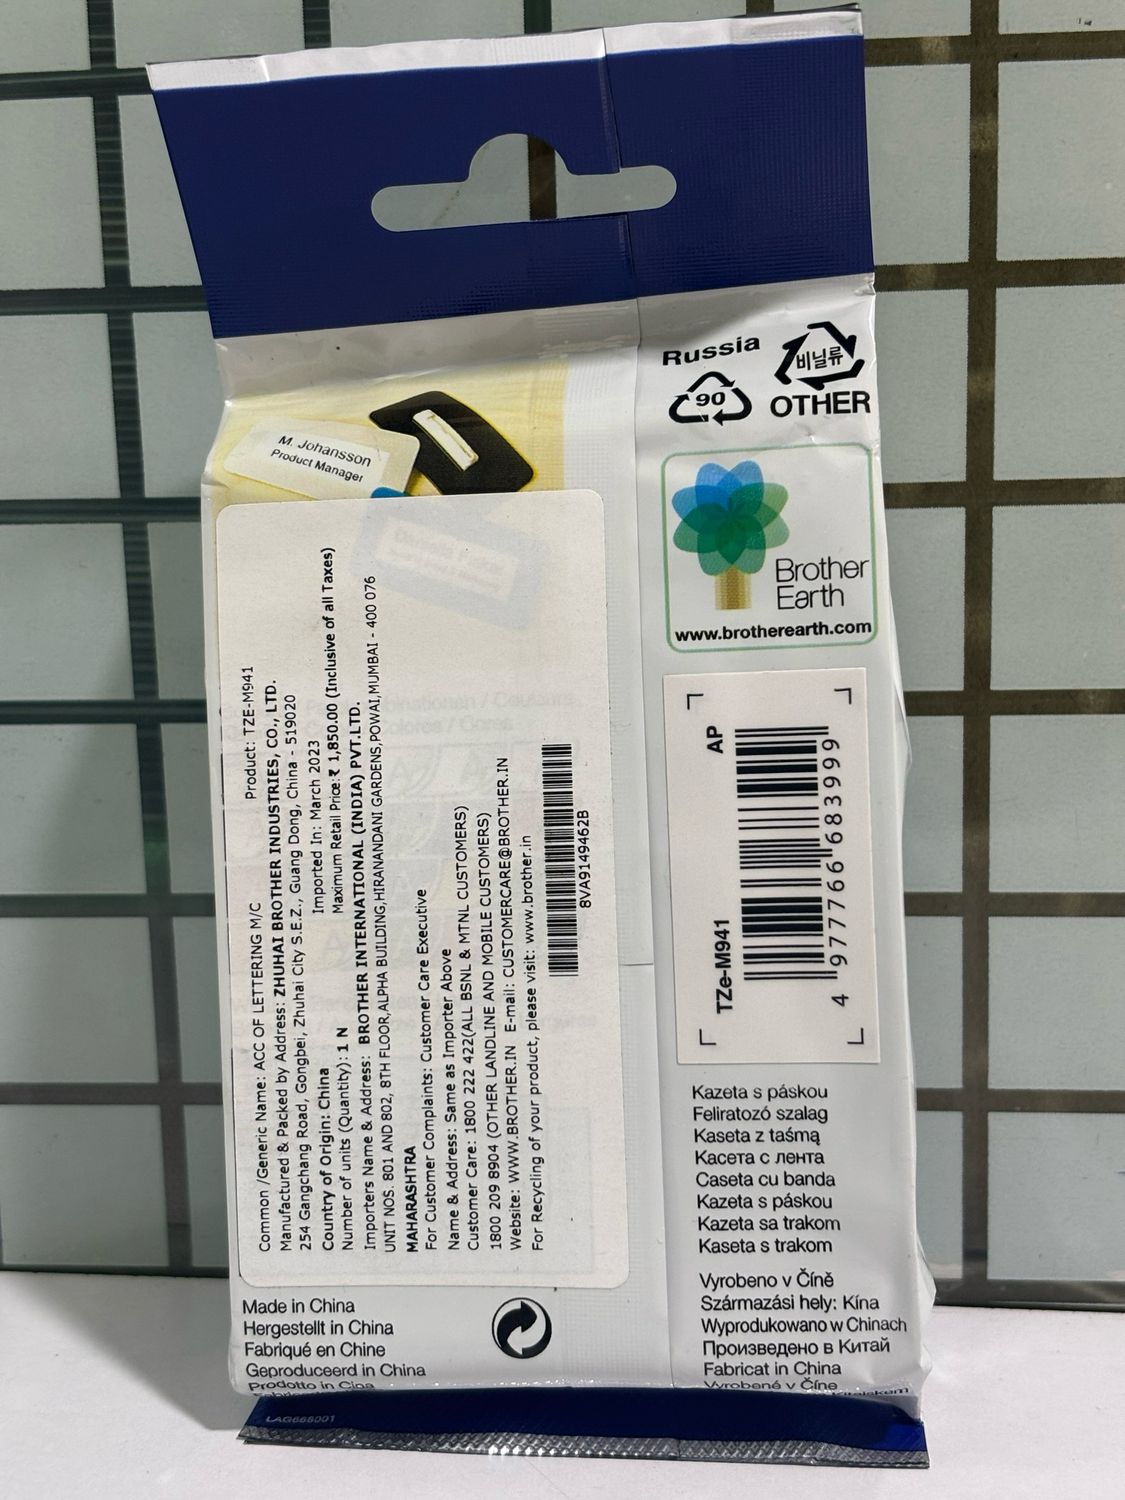 Russia
90
비닐류
OTHER
M. Johansson
Product Manager
Brother
Earth
www.brotherearth.com
Common /Generic Name: ACC OF LETTERING M/C Product: TZE-M941
Manufactured & Packed by Address: ZHUHAI BROTHER INDUSTRIES, CO., LTD.
254 Gangchang Road, Gongbei, Zhuhai City S.E.Z., Guang Dong, China - 519020
Country of Origin: China Imported In: March 2023
Number of units (Quantity): 1 N Maximum Retail Price:₹ 1,850.00 (Inclusive of all Taxes)
Importers Name & Address: BROTHER INTERNATIONAL (INDIA) PVT.LTD.
UNIT NOS. 801 AND 802, 8TH FLOOR,ALPHA BUILDING,HIRANANDANI GARDENS,POWAI,MUMBAI - 400 076
MAHARASHTRA
For Customer Complaints: Customer Care Executive
Name & Address: Same as Importer Above
Customer Care: 1800 222 422(ALL BSNL & MTNL CUSTOMERS)
1800 209 8904 (OTHER LANDLINE AND MOBILE CUSTOMERS)
Website: WWW.BROTHER.IN E-mail: CUSTOMERCARE@BROTHER.IN
For Recycling of your product, please visit: www.brother.in
8VA9149462B
TZe-M941 AP
4 977766 683999
Kazeta s páskou
Feliratozó szalag
Kaseta z taśmą
Касета с лента
Caseta cu banda
Kazeta s páskou
Kazeta sa trakom
Kaseta s trakom
Made in China
Hergestellt in China
Fabriqué en Chine
Geproduceerd in China
Prodotto in Cina
Vyrobeno v Číně
Származási hely: Kína
Wyprodukowano w Chinach
Произведено в Китай
Fabricat in China
Vyrobené v Číne
LAG668001